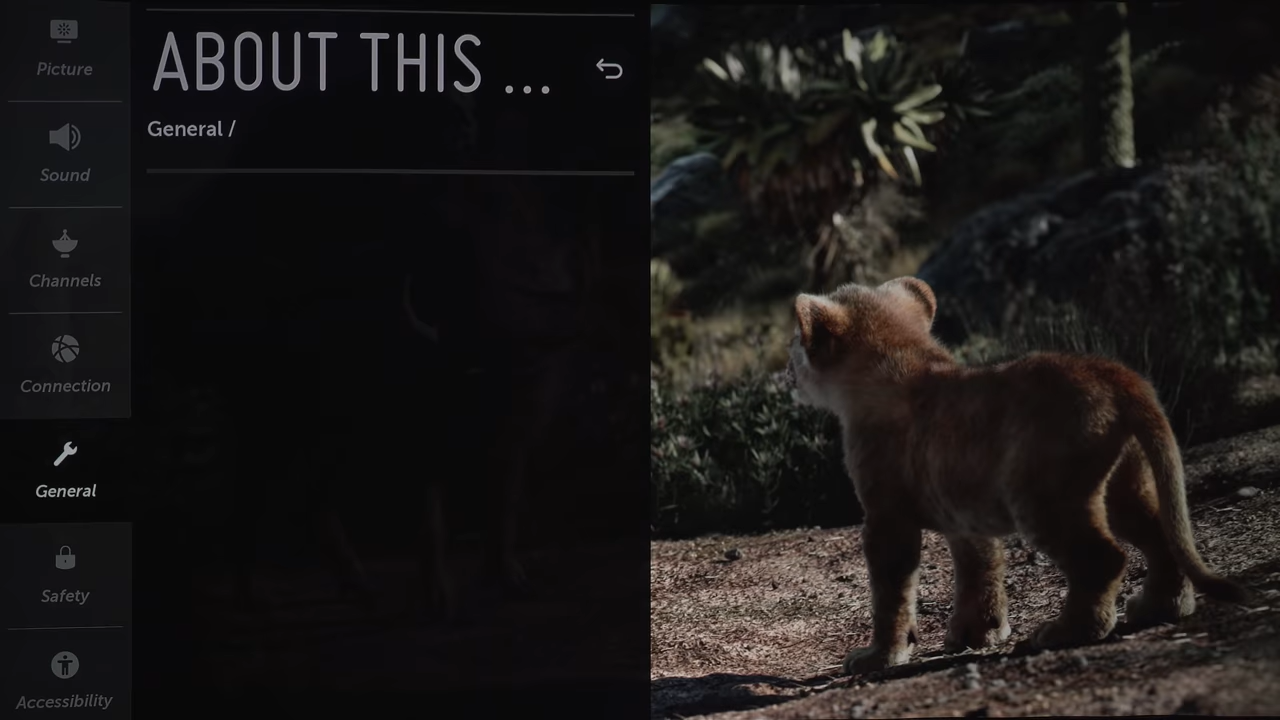 Picture
Sound
Channels
Connection
General
Safety
Accessibility
ABOUT THIS ...
General /